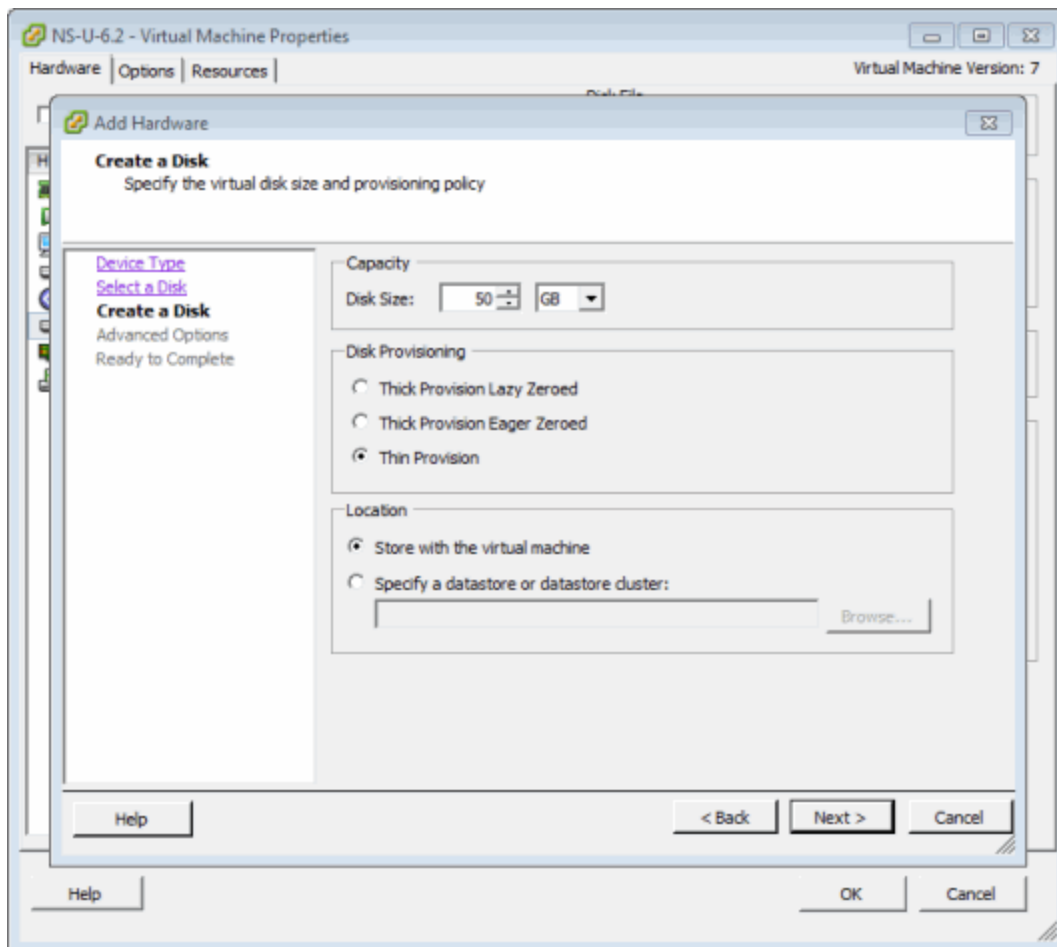 NS-U-6.2 - Virtual Machine Properties
Hardware Options Resources Virtual Machine Version: 7
Disk File
Add Hardware
Create a Disk
Specify the virtual disk size and provisioning policy
Device Type
Select a Disk
Create a Disk
Advanced Options
Ready to Complete
Capacity
Disk Size: 50 GB
Disk Provisioning
Thick Provision Lazy Zeroed
Thick Provision Eager Zeroed
Thin Provision
Location
Store with the virtual machine
Specify a datastore or datastore cluster:
Browse...
Help < Back Next > Cancel
Help OK Cancel